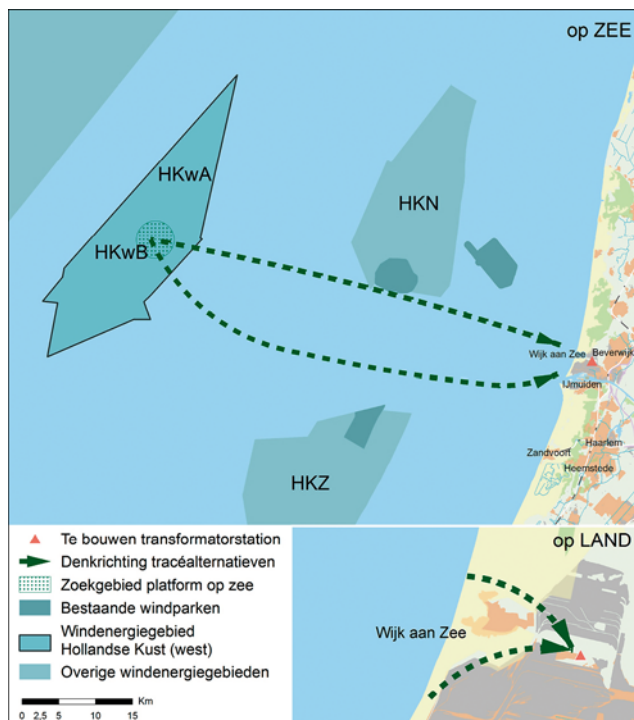 op ZEE
HKwA
HKN
HKwB
Wijk aan Zee
Beverwijk
IJmuiden
Haarlem
Zandvoort
Heemstede
HKZ
Te bouwen transformatorstation
Denkrichting tracéalternatieven
Zoekgebied platform op zee
Bestaande windparken
Windenergiegebied
Hollandse Kust (west)
Overige windenergiegebieden
Km
0 2,5 5 10 15
op LAND
Wijk aan Zee